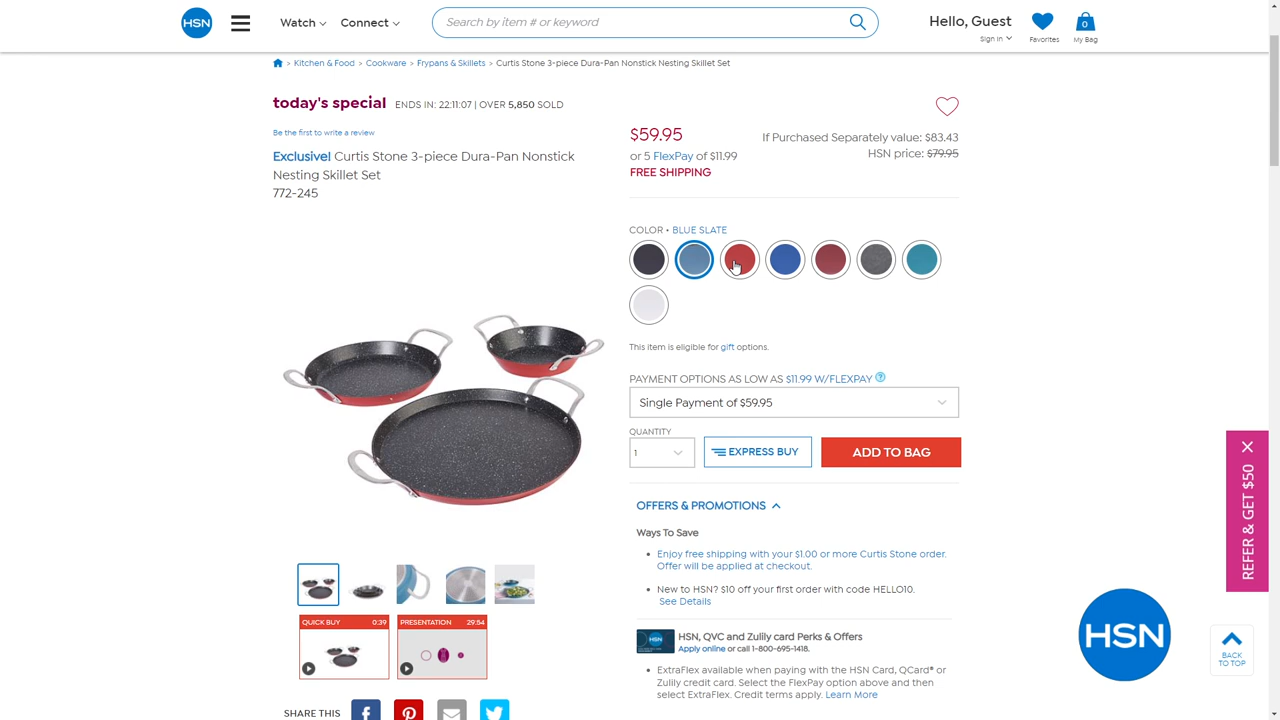 HSN
Watch
Connect
Search by item # or keyword
Hello, Guest
Sign In
Favorites
0
My Bag
> Kitchen & Food > Cookware > Frypans & Skillets > Curtis Stone 3-piece Dura-Pan Nonstick Nesting Skillet Set
today's special ENDS IN: 22:11:07 | OVER 5,850 SOLD
Be the first to write a review
Exclusive! Curtis Stone 3-piece Dura-Pan Nonstick
Nesting Skillet Set
772-245
$59.95
or 5 FlexPay of $11.99
FREE SHIPPING
If Purchased Separately value: $83.43
HSN price: $79.95
COLOR • BLUE SLATE
This item is eligible for gift options.
PAYMENT OPTIONS AS LOW AS $11.99 W/FLEXPAY ?
Single Payment of $59.95
QUANTITY
1
EXPRESS BUY
ADD TO BAG
OFFERS & PROMOTIONS
Ways To Save
• Enjoy free shipping with your $1.00 or more Curtis Stone order.
Offer will be applied at checkout.
• New to HSN? $10 off your first order with code HELLO10.
See Details
HSN
HSN, QVC and Zulily card Perks & Offers
Apply online or call 1-800-695-1418.
• ExtraFlex available when paying with the HSN Card, QCard® or
Zulily credit card. Select the FlexPay option above and then
select ExtraFlex. Credit terms apply. Learn More
QUICK BUY 0:39
PRESENTATION 29:54
SHARE THIS
REFER & GET $50
HSN
BACK
TO TOP